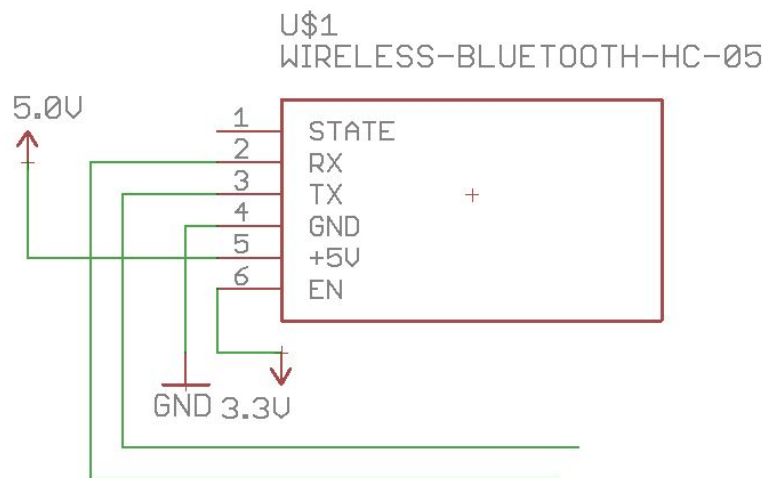 U$1
WIRELESS-BLUETOOTH-HC-05
5.0V
1 STATE
2 RX
3 TX
4 GND
5 +5V
6 EN
GND 3.3V